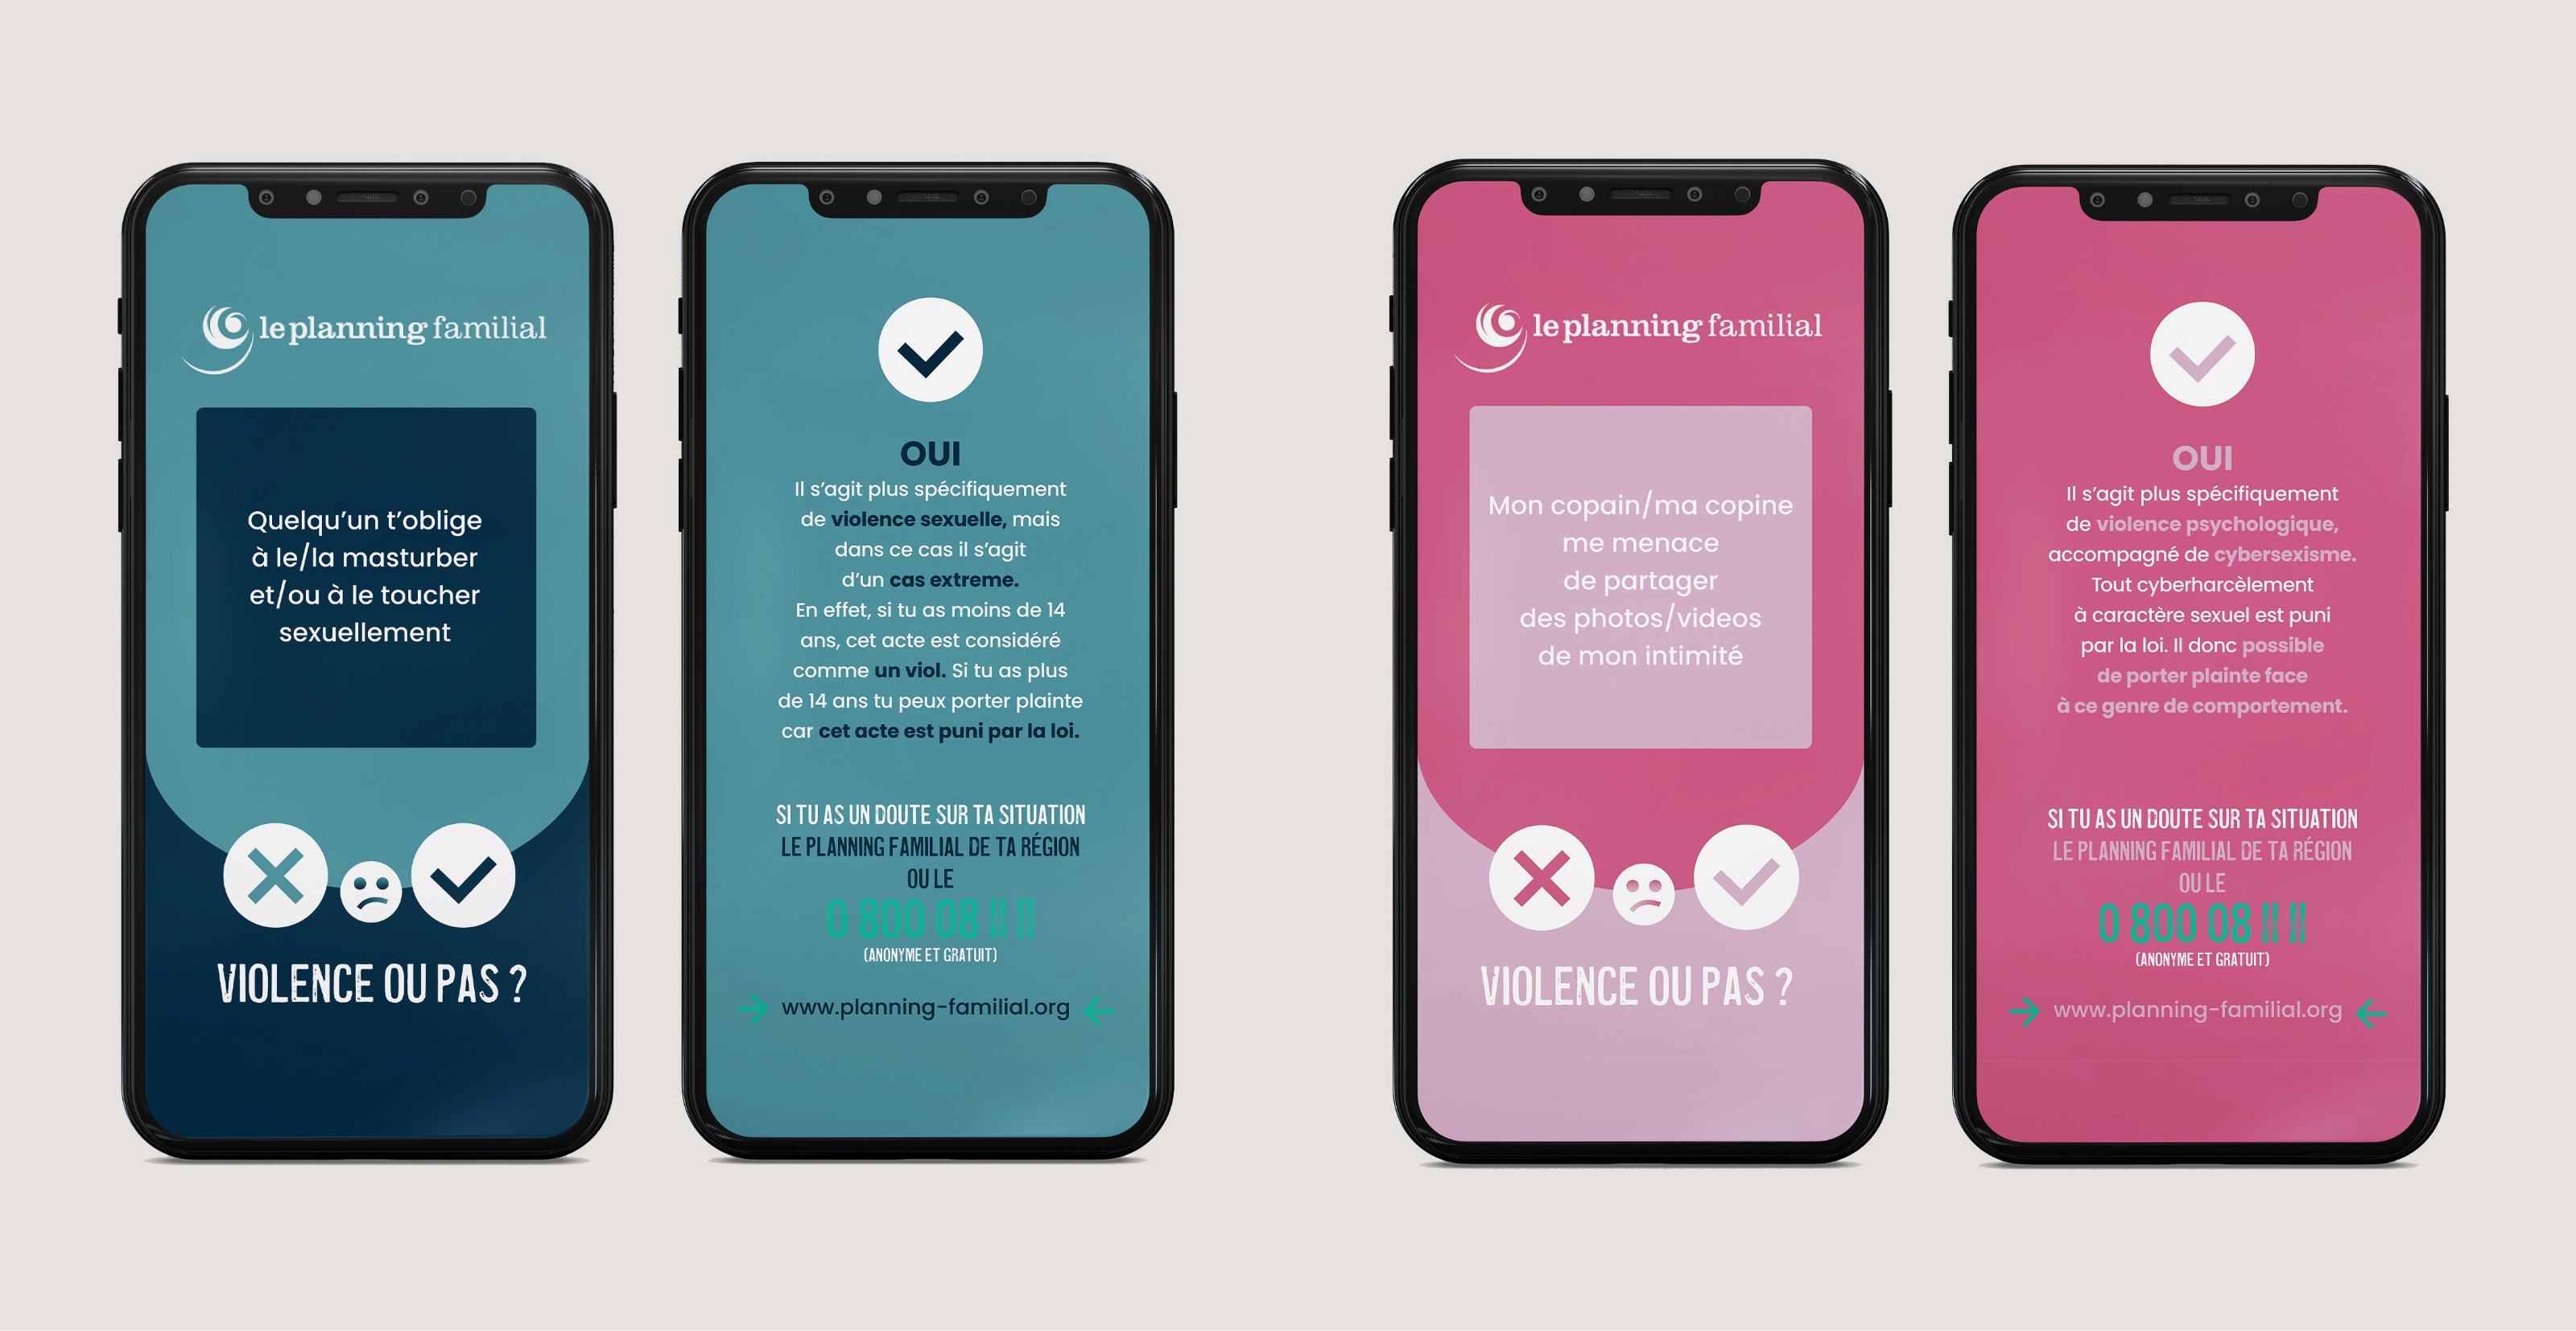 le planning familial
Quelqu'un t'oblige
à le/la masturber
et/ou à le toucher
sexuellement
VIOLENCE OU PAS ?
OUI
Il s'agit plus spécifiquement
de violence sexuelle, mais
dans ce cas il s'agit
d'un cas extreme.
En effet, si tu as moins de 14
ans, cet acte est considéré
comme un viol. Si tu as plus
de 14 ans tu peux porter plainte
car cet acte est puni par la loi.
SI TU AS UN DOUTE SUR TA SITUATION
LE PLANNING FAMILIAL DE TA RÉGION
OU LE
0 800 08 11 11
(ANONYME ET GRATUIT)
www.planning-familial.org
le planning familial
Mon copain/ma copine
me menace
de partager
des photos/videos
de mon intimité
VIOLENCE OU PAS ?
OUI
Il s'agit plus spécifiquement
de violence psychologique,
accompagné de cybersexisme.
Tout cyberharcèlement
à caractère sexuel est puni
par la loi. Il donc possible
de porter plainte face
à ce genre de comportement.
SI TU AS UN DOUTE SUR TA SITUATION
LE PLANNING FAMILIAL DE TA RÉGION
OU LE
0 800 08 11 11
(ANONYME ET GRATUIT)
www.planning-familial.org